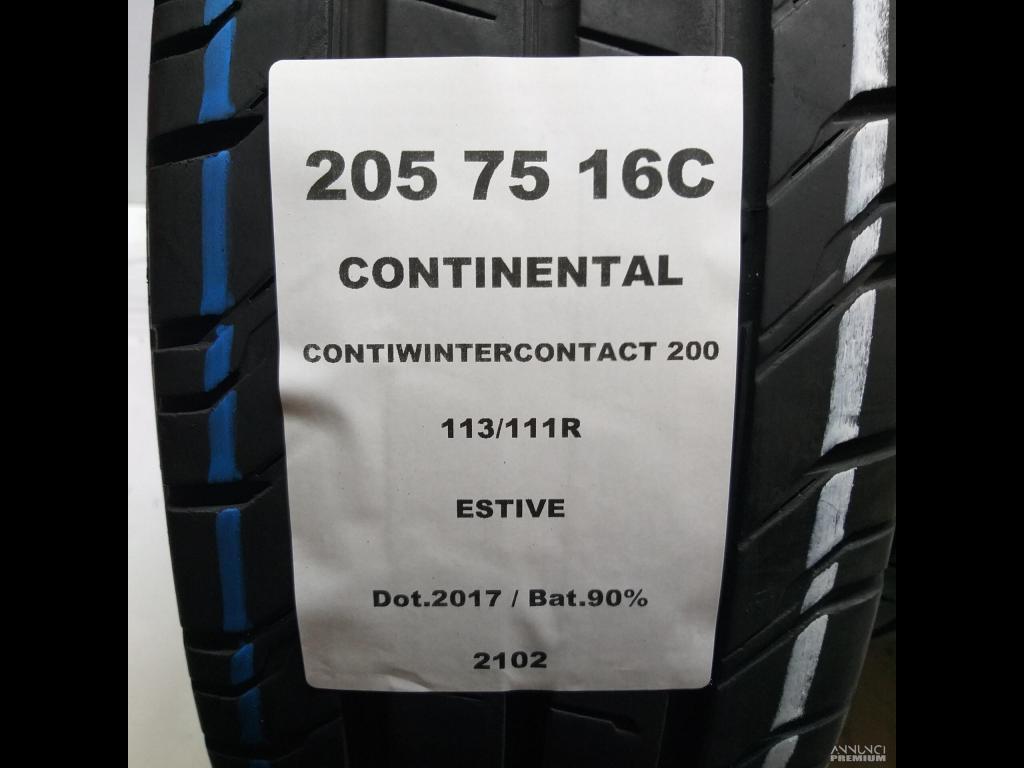 205 75 16C
CONTINENTAL
CONTIWINTERCONTACT 200
113/111R
ESTIVE
Dot.2017 / Bat.90%
2102
ANNUNCI
PREMIUM